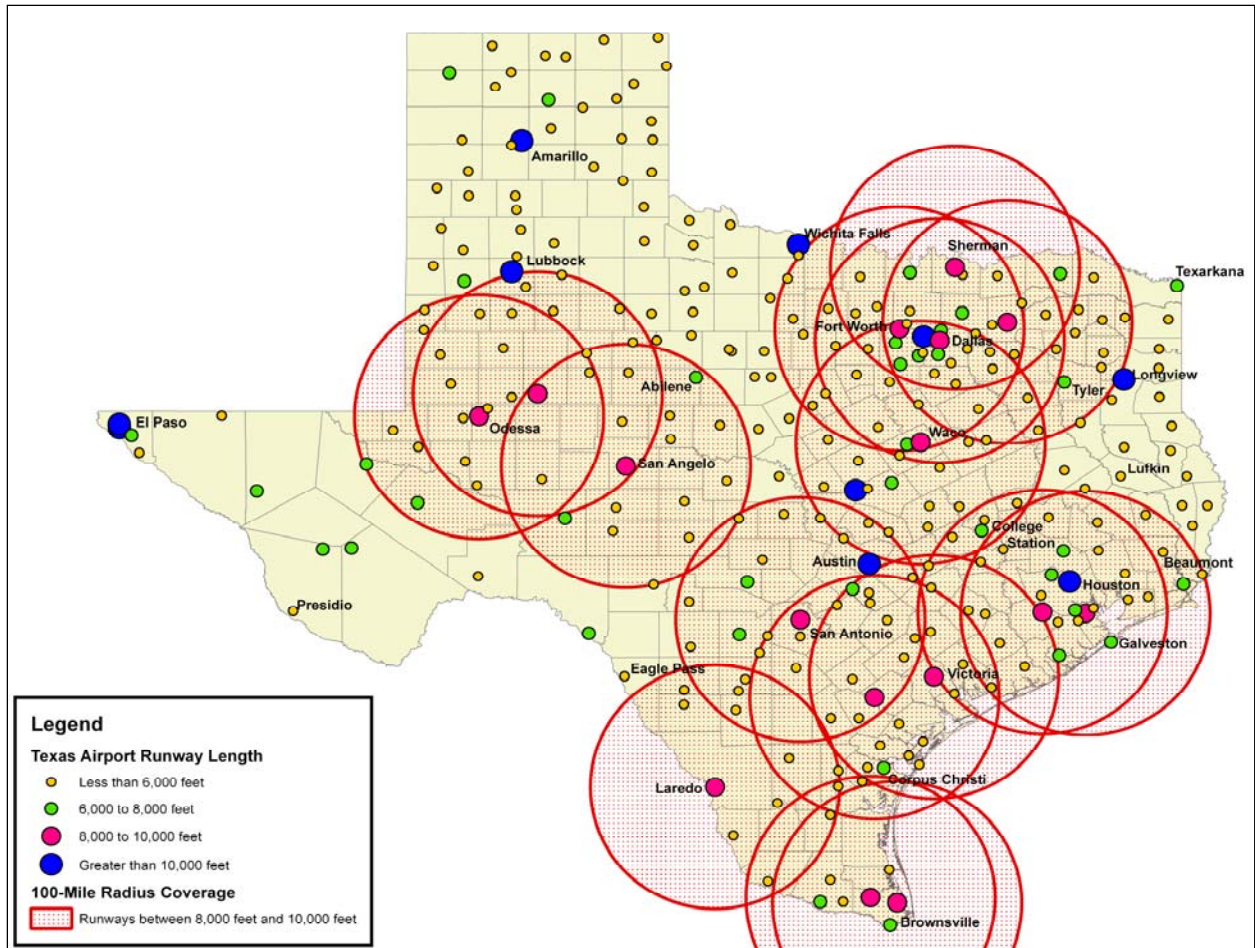 Amarillo
Wichita Falls
Sherman
Lubbock
Texarkana
Fort Worth
Dallas
Abilene
Tyler
Longview
El Paso
Odessa
Waco
San Angelo
Lufkin
College
Station
Austin
Beaumont
Houston
Presidio
San Antonio
Galveston
Eagle Pass
Victoria
Laredo
Corpus Christi
Brownsville
Legend
Texas Airport Runway Length
Less than 6,000 feet
6,000 to 8,000 feet
8,000 to 10,000 feet
Greater than 10,000 feet
100-Mile Radius Coverage
Runways between 8,000 feet and 10,000 feet